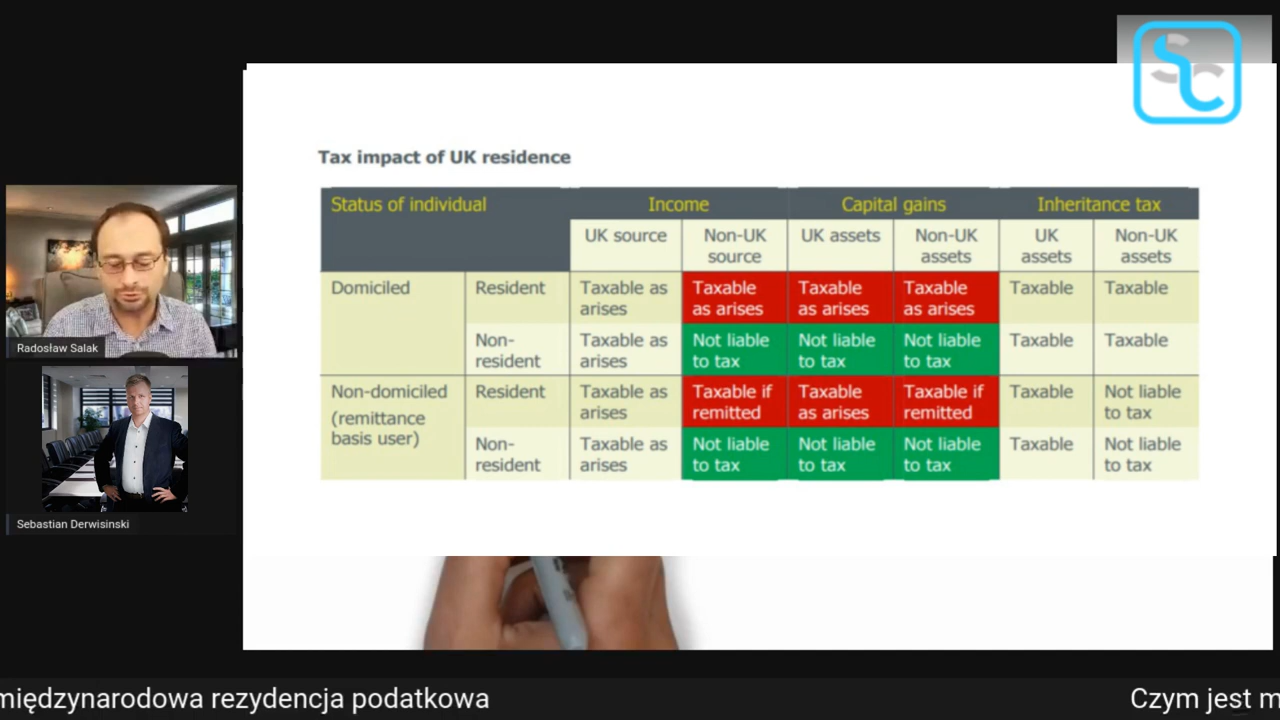 Tax impact of UK residence
Status of individual Income Capital gains Inheritance tax
UK source Non-UK source UK assets Non-UK assets UK assets Non-UK assets
Domiciled Resident Taxable as arises Taxable as arises Taxable as arises Taxable as arises Taxable Taxable
Non-resident Taxable as arises Not liable to tax Not liable to tax Not liable to tax Taxable Taxable
Non-domiciled (remittance basis user) Resident Taxable as arises Taxable if remitted Taxable as arises Taxable if remitted Taxable Not liable to tax
Non-resident Taxable as arises Not liable to tax Not liable to tax Not liable to tax Taxable Not liable to tax
Radosław Salak
Sebastian Derwisinski
międzynarodowa rezydencja podatkowa
Czym jest m